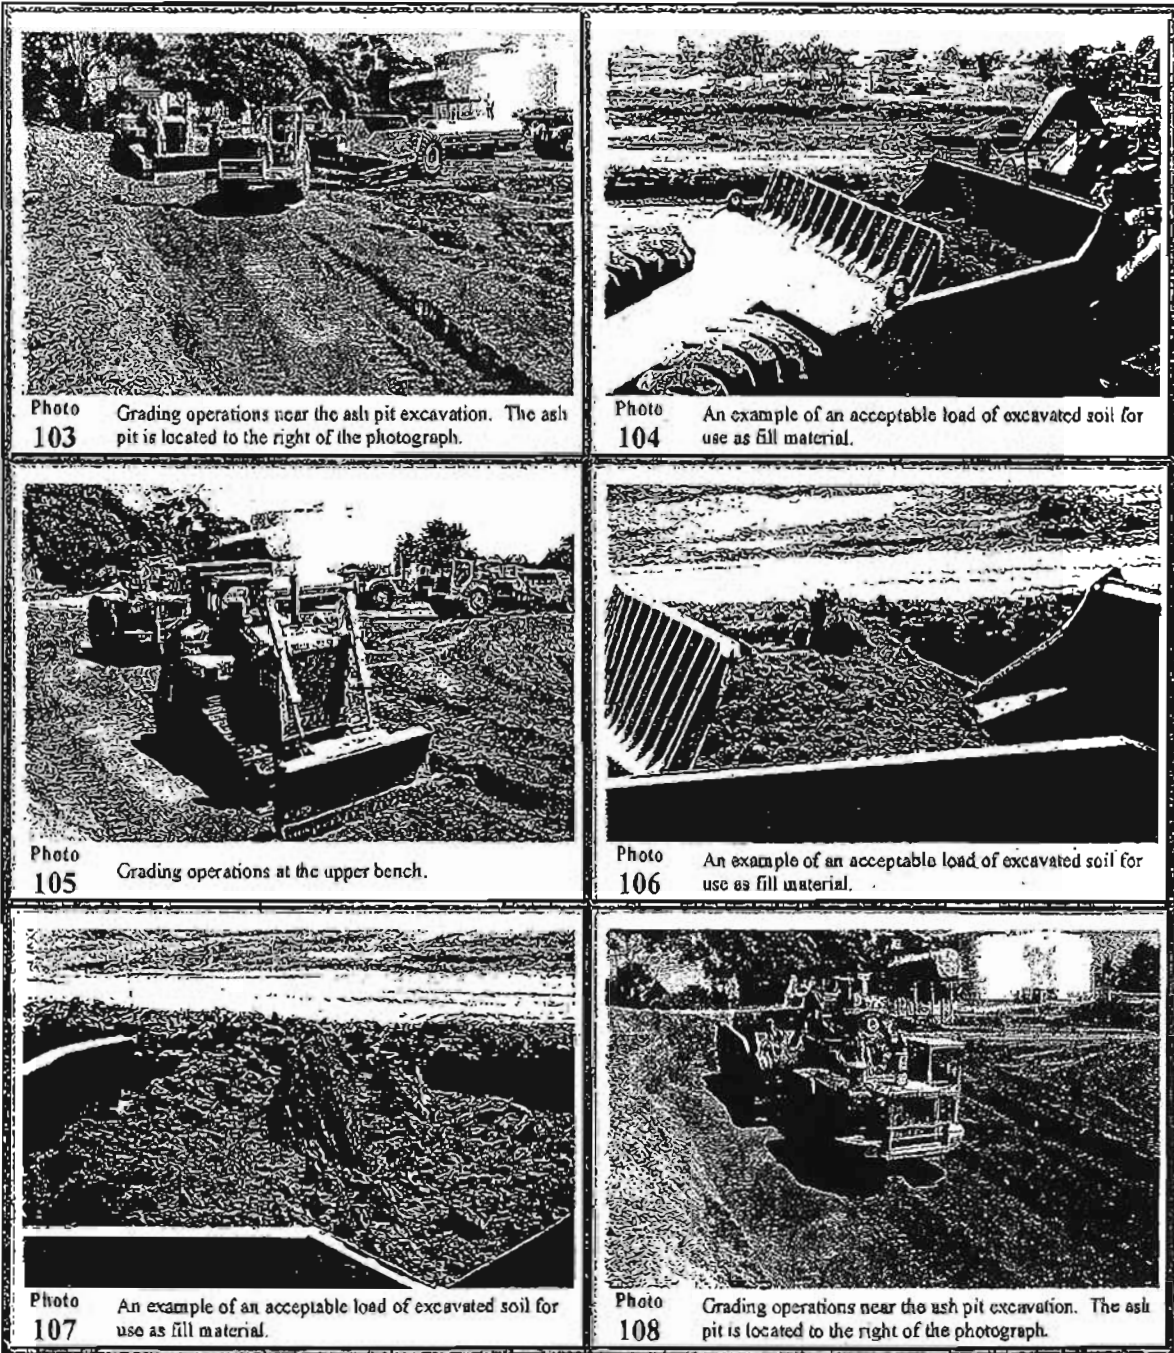 Photo
103
Grading operations near the ash pit excavation. The ash
pit is located to the right of the photograph.
Photo
104
An example of an acceptable load of excavated soil for
use as fill material.
Photo
105
Grading operations at the upper bench.
Photo
106
An example of an acceptable load of excavated soil for
use as fill material.
Photo
107
An example of an acceptable load of excavated soil for
use as fill material.
Photo
108
Grading operations near the ash pit excavation. The ash
pit is located to the right of the photograph.